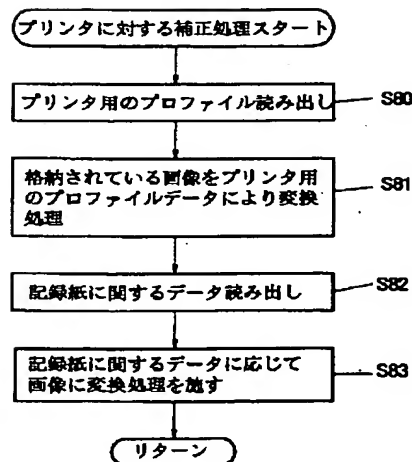 プリンタに対する補正処理スタート
プリンタ用のプロファイル読み出し
S80
格納されている画像をプリンタ用
のプロファイルデータにより変換
処理
S81
記録紙に関するデータ読み出し
S82
記録紙に関するデータに応じて
画像に変換処理を施す
S83
リターン